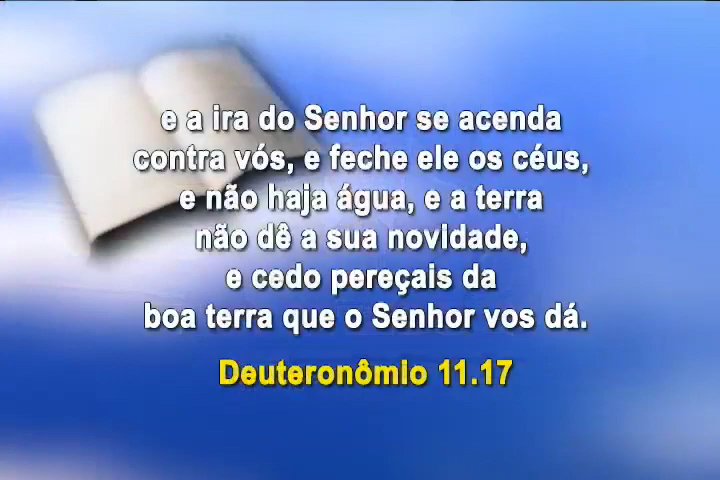 e a ira do Senhor se acenda
contra vós, e feche ele os céus,
e não haja água, e a terra
não dê a sua novidade,
e cedo pereçais da
boa terra que o Senhor vos dá.
Deuteronômio 11.17